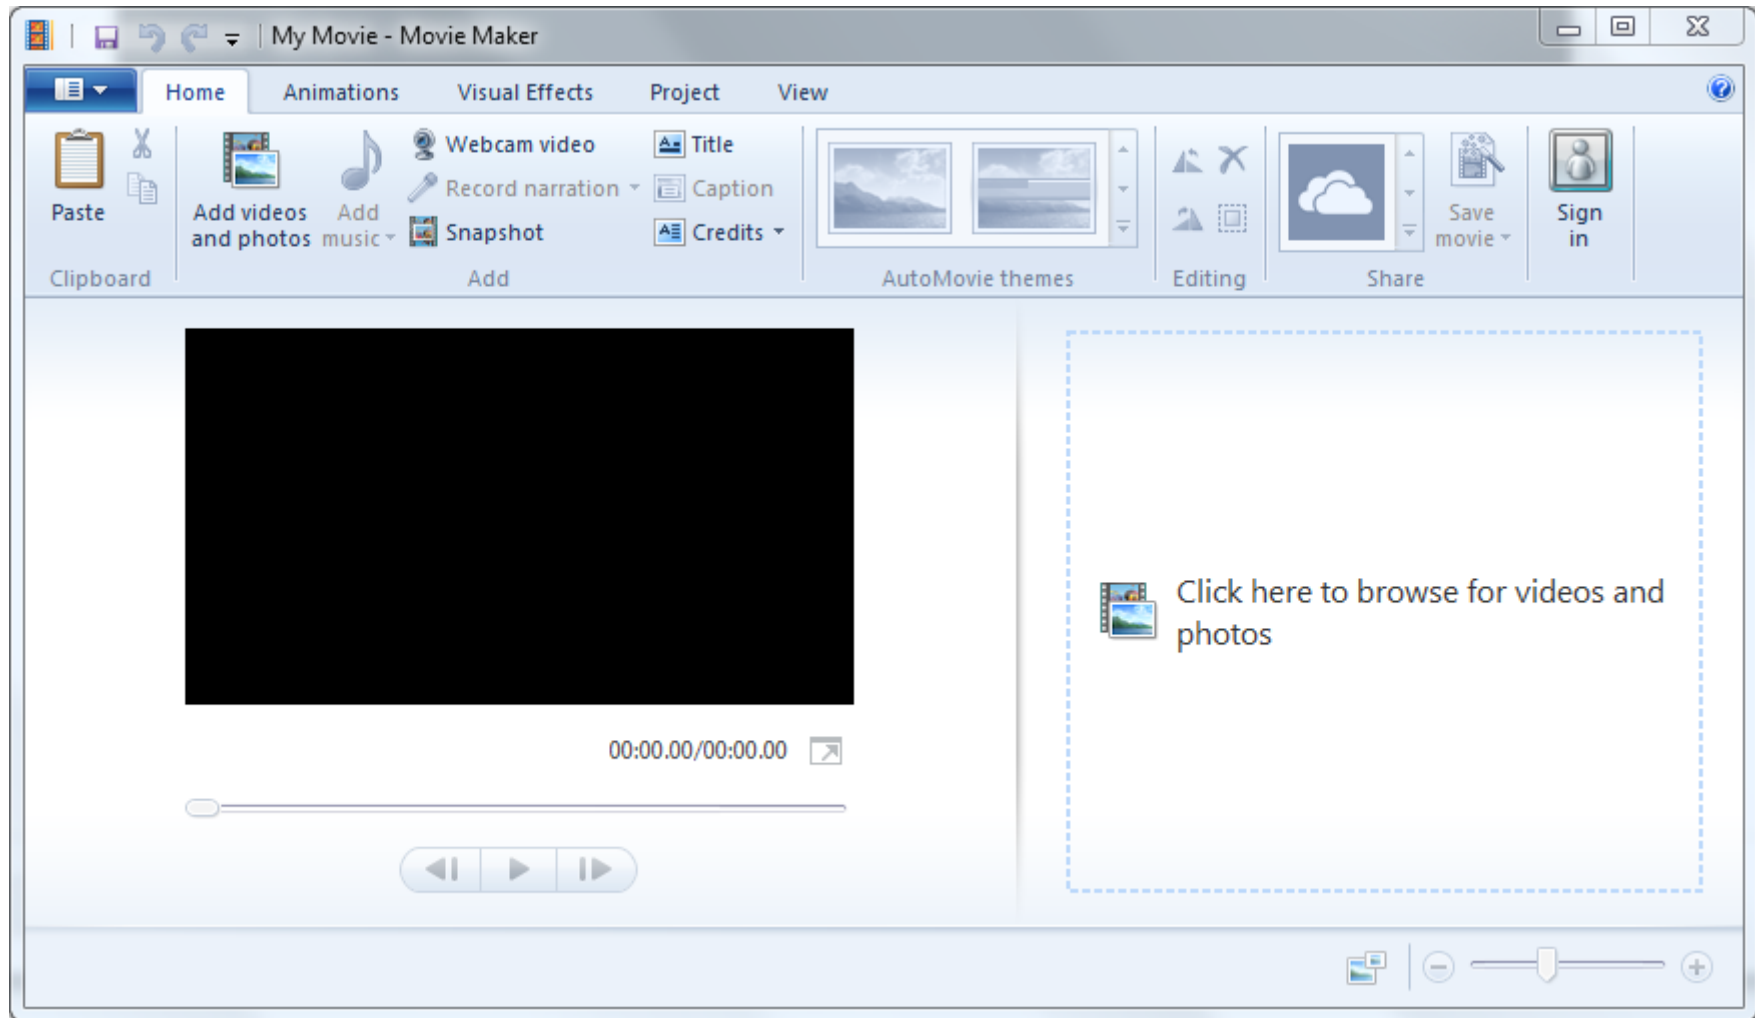 My Movie - Movie Maker
Home Animations Visual Effects Project View
Paste
Clipboard
Add videos
and photos
Add
music
Webcam video
Record narration
Snapshot
Title
Caption
Credits
Add
AutoMovie themes
Editing
Save
movie
Share
Sign
in
00:00.00/00:00.00
Click here to browse for videos and
photos